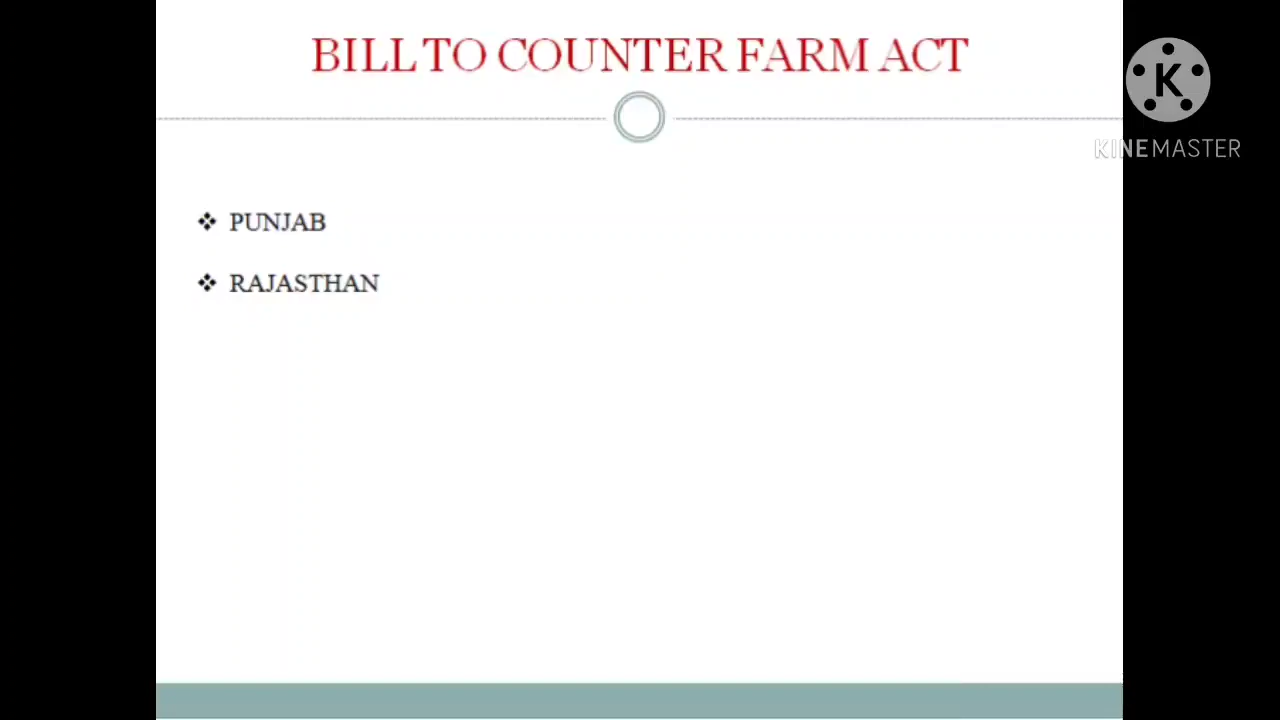 BILL TO COUNTER FARM ACT
K
KINEMASTER
PUNJAB
RAJASTHAN